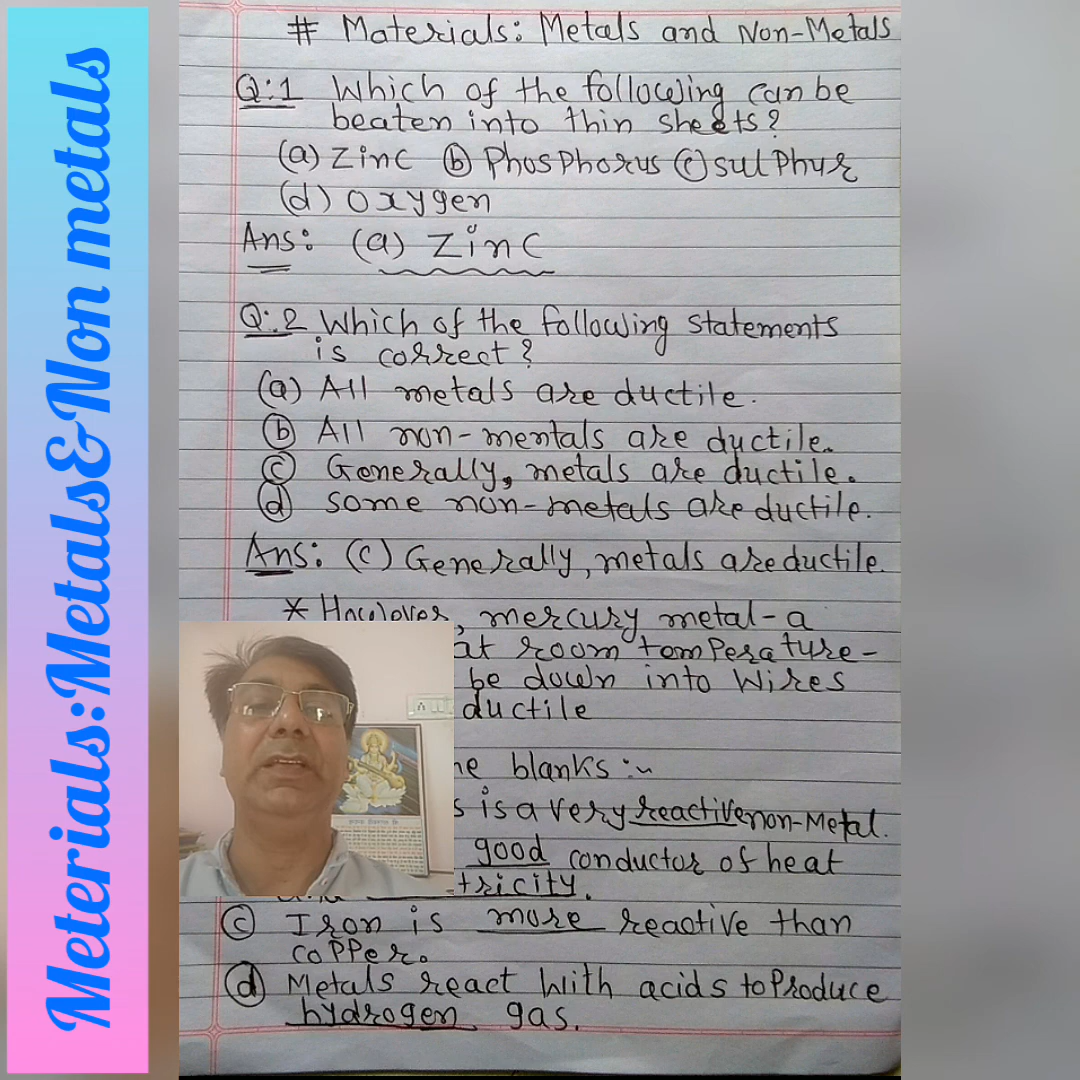 Meterials:Metals&Non metals
# Materials: Metals and Non-Metals
Q:1 Which of the following can be
beaten into thin sheets?
(a) Zinc (b) Phosphorus (c) sulphur
(d) oxygen
Ans: (a) Zinc
Q:2 Which of the following statements
is correct?
(a) All metals are ductile.
(b) All non-mentals are ductile.
(c) Generally, metals are ductile.
(d) some non-metals are ductile.
Ans: (c) Generally, metals are ductile.
* However, mercury metal-a
at room temperature-
be down into wires
ductile
blanks :~
is a very reactive non-Metal.
good conductor of heat
(c) Iron is more reactive than
copper.
(d) Metals react with acids to Produce
hydrogen gas.